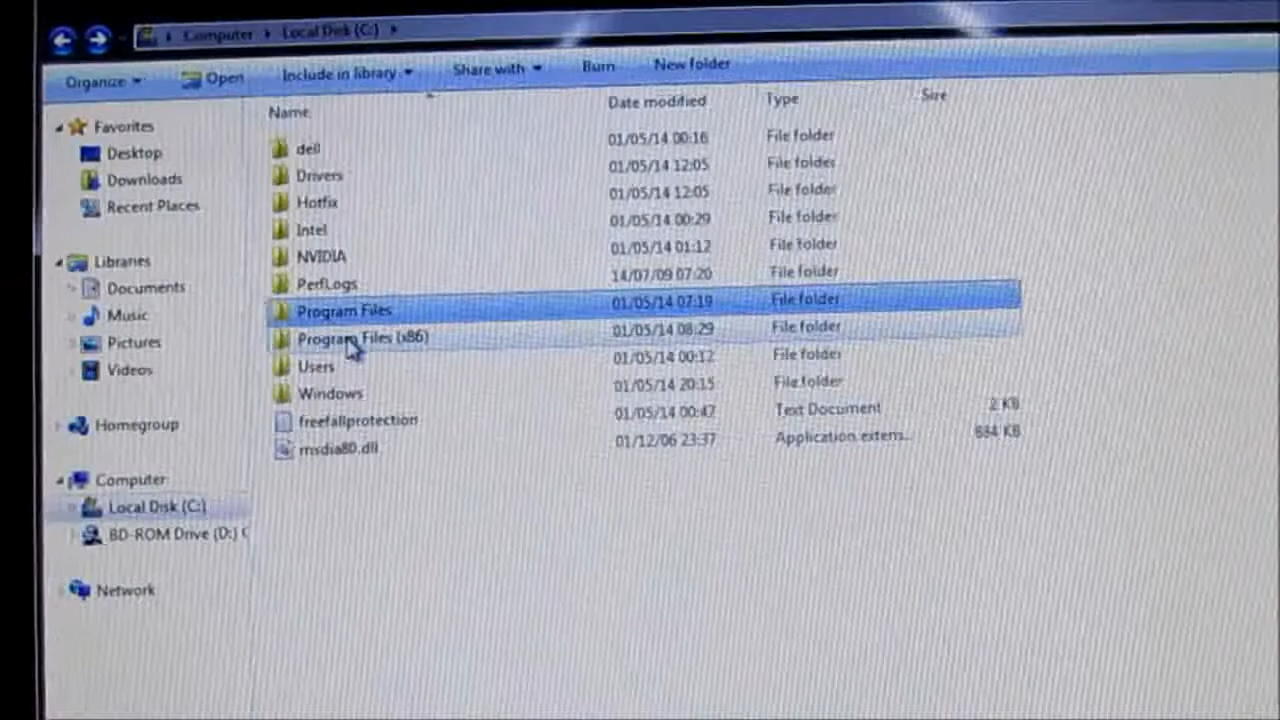 Computer Local Disk (C:)
Organize Open Include in library Share with Burn New folder
Name Date modified Type Size
Favorites
Desktop
Downloads
Recent Places
Libraries
Documents
Music
Pictures
Videos
Homegroup
Computer
Local Disk (C:)
BD-ROM Drive (D:)
Network
dell 01/05/14 00:16 File folder
Drivers 01/05/14 12:05 File folder
Hotfix 01/05/14 12:05 File folder
Intel 01/05/14 00:29 File folder
NVIDIA 01/05/14 01:12 File folder
PerfLogs 14/07/09 07:20 File folder
Program Files 01/05/14 07:19 File folder
Program Files (x86) 01/05/14 08:29 File folder
Users 01/05/14 00:12 File folder
Windows 01/05/14 20:15 File folder
freefallprotection 01/05/14 00:47 Text Document 2 KB
msdia80.dll 01/12/06 23:37 Application extens... KB